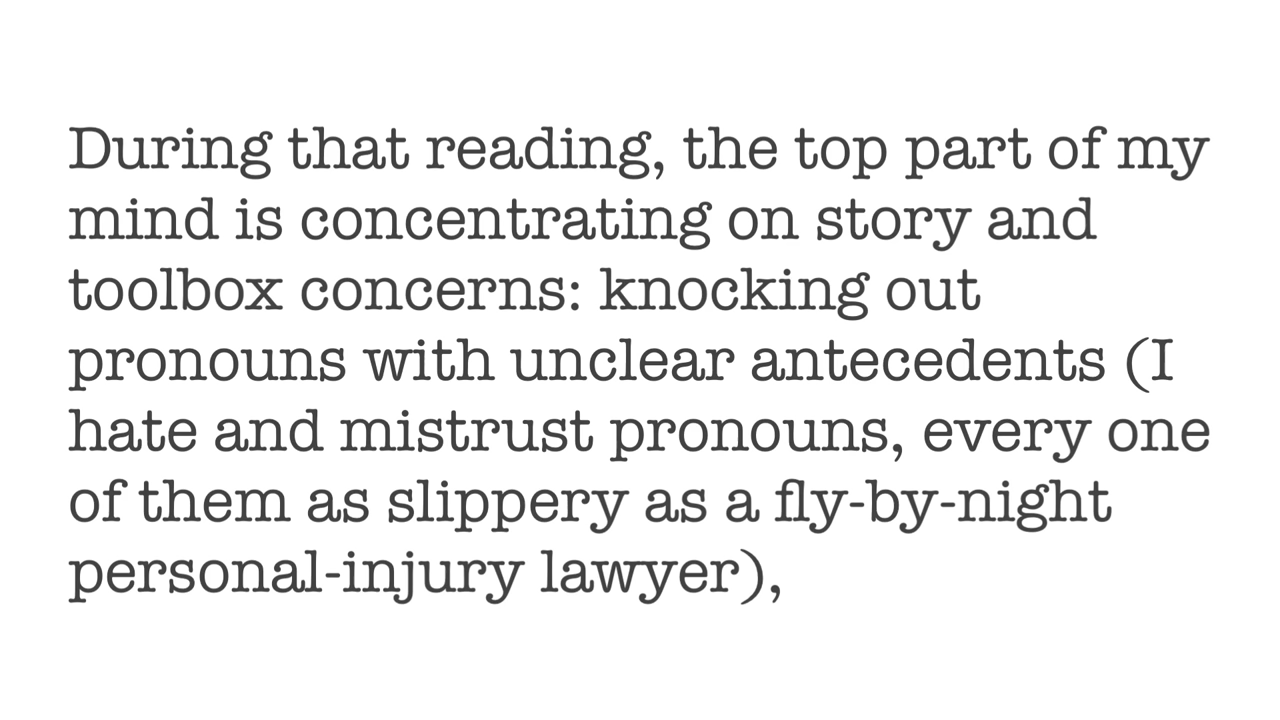 During that reading, the top part of my
mind is concentrating on story and
toolbox concerns: knocking out
pronouns with unclear antecedents (I
hate and mistrust pronouns, every one
of them as slippery as a fly-by-night
personal-injury lawyer),